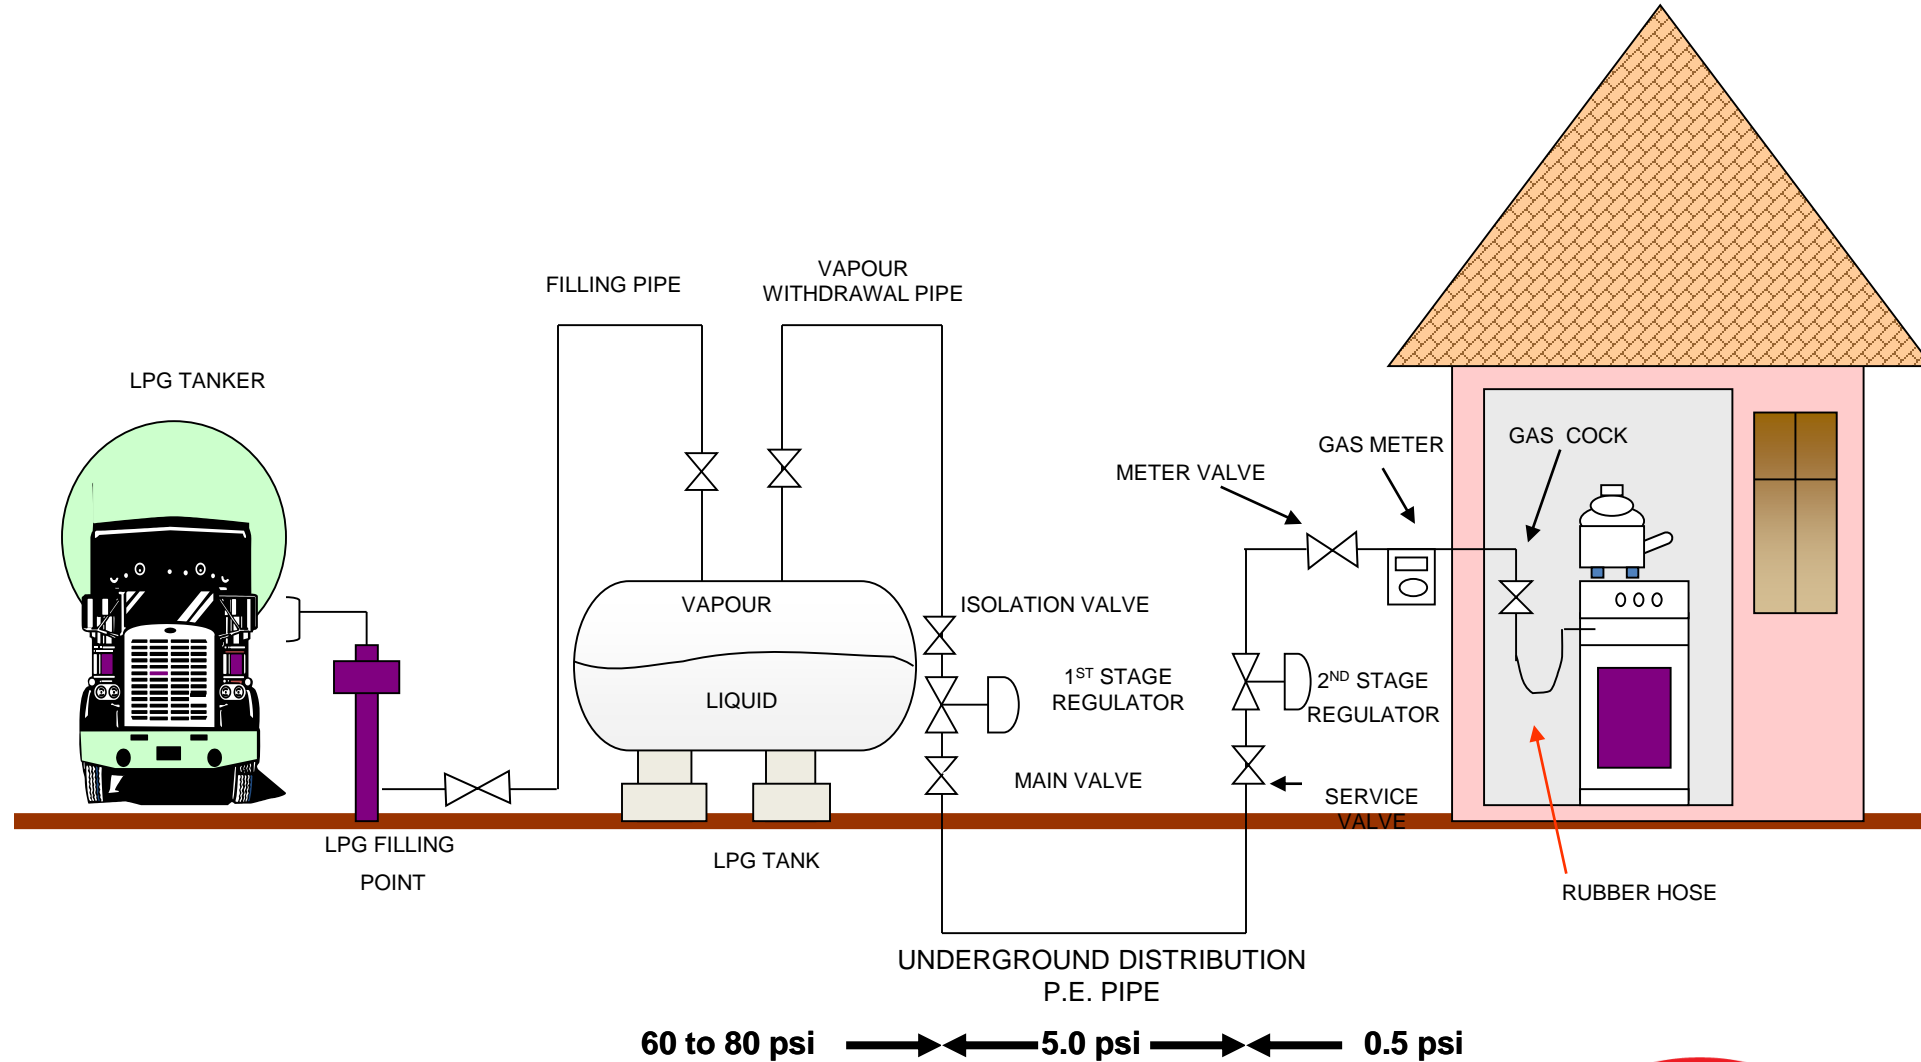 VAPOUR
WITHDRAWAL PIPE
FILLING PIPE
LPG TANKER
GAS METER
GAS COCK
METER VALVE
VAPOUR
ISOLATION VALVE
1ST STAGE
REGULATOR
2ND STAGE
REGULATOR
LIQUID
MAIN VALVE
SERVICE
VALVE
LPG FILLING
POINT
LPG TANK
RUBBER HOSE
UNDERGROUND DISTRIBUTION
P.E. PIPE
60 to 80 psi
5.0 psi
0.5 psi